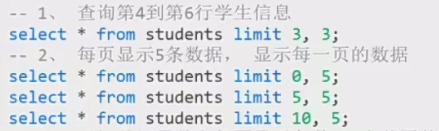 -- 1、 查询第4到第6行学生信息
select * from students limit 3, 3;
-- 2、 每页显示5条数据， 显示每一页的数据
select * from students limit 0, 5;
select * from students limit 5, 5;
select * from students limit 10, 5;